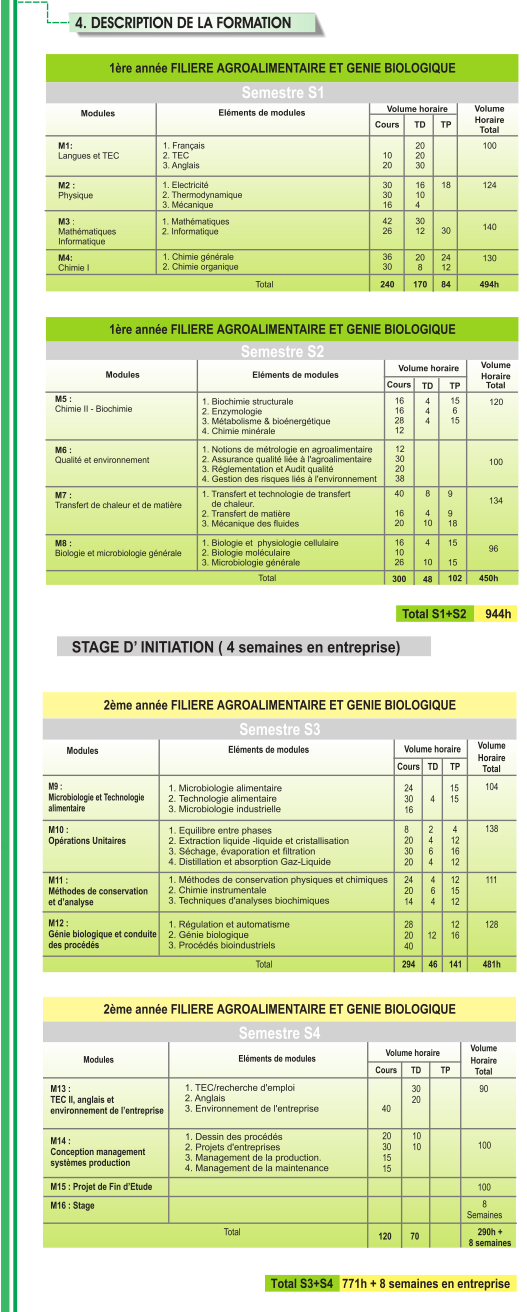 4. DESCRIPTION DE LA FORMATION
1ère année FILIERE AGROALIMENTAIRE ET GENIE BIOLOGIQUE
Semestre S1
Modules Eléments de modules Volume horaire Volume Horaire Total
Cours TD TP
M1: 1. Français 20 100
Langues et TEC 2. TEC 10 20
3. Anglais 20 30
M2 : 1. Electricité 30 16 18 124
Physique 2. Thermodynamique 30 10
3. Mécanique 16 4
M3 : 1. Mathématiques 42 30 140
Mathématiques 2. Informatique 26 12 30
Informatique
M4: 1. Chimie générale 36 20 24 130
Chimie I 2. Chimie organique 30 8 12
Total 240 170 84 494h
1ère année FILIERE AGROALIMENTAIRE ET GENIE BIOLOGIQUE
Semestre S2
Modules Eléments de modules Volume horaire Volume Horaire Total
Cours TD TP
M5 : 1. Biochimie structurale 16 4 15 120
Chimie II - Biochimie 2. Enzymologie 16 4 6
3. Métabolisme & bioénergétique 28 4 15
4. Chimie minérale 12
M6 : 1. Notions de métrologie en agroalimentaire 12
Qualité et environnement 2. Assurance qualité liée à l'agroalimentaire 30 100
3. Réglementation et Audit qualité 20
4. Gestion des risques liés à l'environnement 38
M7 : 1. Transfert et technologie de transfert 40 8 9 134
Transfert de chaleur et de matière de chaleur.
2. Transfert de matière 16 4 9
3. Mécanique des fluides 20 10 18
M8 : 1. Biologie et physiologie cellulaire 16 4 15 96
Biologie et microbiologie générale 2. Biologie moléculaire 10
3. Microbiologie générale 26 10 15
Total 300 48 102 450h
Total S1+S2 944h
STAGE D' INITIATION ( 4 semaines en entreprise)
2ème année FILIERE AGROALIMENTAIRE ET GENIE BIOLOGIQUE
Semestre S3
Modules Eléments de modules Volume horaire Volume Horaire Total
Cours TD TP
M9 : 1. Microbiologie alimentaire 24 15 104
Microbiologie et Technologie 2. Technologie alimentaire 30 4 15
alimentaire 3. Microbiologie industrielle 16
M10 : 1. Equilibre entre phases 8 2 4 138
Opérations Unitaires 2. Extraction liquide -liquide et cristallisation 20 4 12
3. Séchage, évaporation et filtration 30 6 16
4. Distillation et absorption Gaz-Liquide 20 4 12
M11 : 1. Méthodes de conservation physiques et chimiques 24 4 12 111
Méthodes de conservation 2. Chimie instrumentale 20 6 15
et d'analyse 3. Techniques d'analyses biochimiques 14 4 12
M12 : 1. Régulation et automatisme 28 12 128
Génie biologique et conduite 2. Génie biologique 20 12 16
des procédés 3. Procédés bioindustriels 40
Total 294 46 141 481h
2ème année FILIERE AGROALIMENTAIRE ET GENIE BIOLOGIQUE
Semestre S4
Modules Eléments de modules Volume horaire Volume Horaire Total
Cours TD TP
M13 : 1. TEC/recherche d'emploi 30 90
TEC II, anglais et 2. Anglais 20
environnement de l'entreprise 3. Environnement de l'entreprise 40
M14 : 1. Dessin des procédés 20 10
Conception management 2. Projets d'entreprises 30 10 100
systèmes production 3. Management de la production. 15
4. Management de la maintenance 15
M15 : Projet de Fin d'Etude 100
M16 : Stage 8 Semaines
Total 120 70 290h + 8 semaines
Total S3+S4 771h + 8 semaines en entreprise